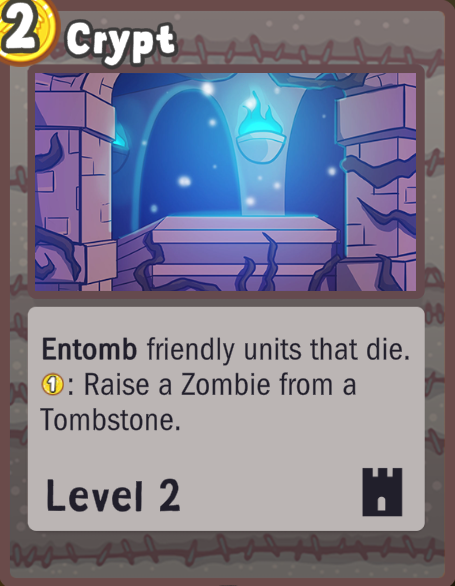 2 Crypt
Entomb friendly units that die.
1: Raise a Zombie from a
Tombstone.
Level 2